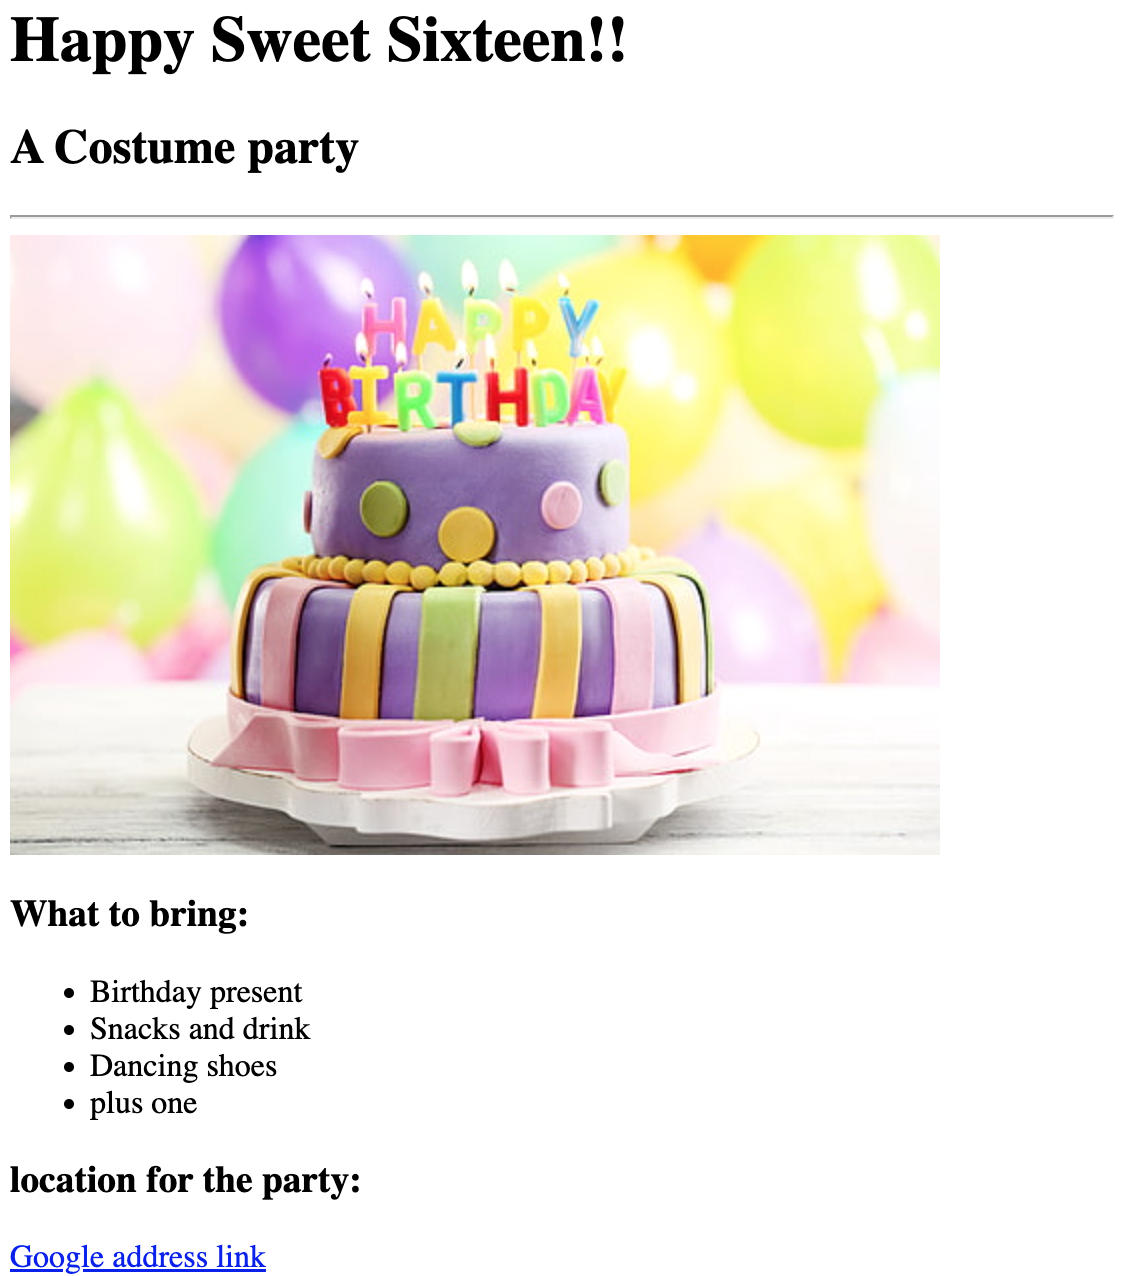 Happy Sweet Sixteen!!
A Costume party
HAPPY
BIRTHDAY
What to bring:
Birthday present
Snacks and drink
Dancing shoes
plus one
location for the party:
Google address link